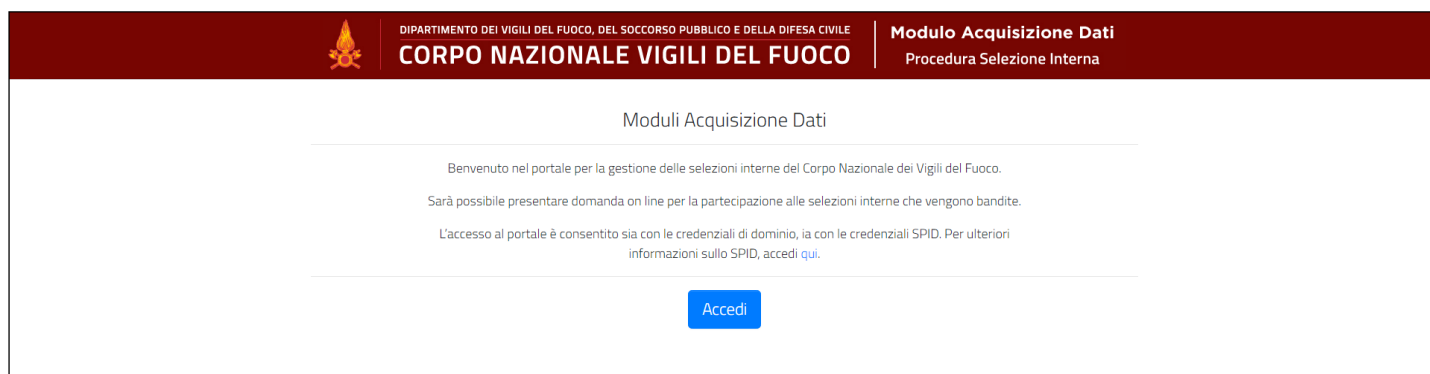 DIPARTIMENTO DEI VIGILI DEL FUOCO, DEL SOCCORSO PUBBLICO E DELLA DIFESA CIVILE
CORPO NAZIONALE VIGILI DEL FUOCO
Modulo Acquisizione Dati
Procedura Selezione Interna
Moduli Acquisizione Dati
Benvenuto nel portale per la gestione delle selezioni interne del Corpo Nazionale dei Vigili del Fuoco.
Sarà possibile presentare domanda on line per la partecipazione alle selezioni interne che vengono bandite.
L'accesso al portale è consentito sia con le credenziali di dominio, ia con le credenziali SPID. Per ulteriori
informazioni sullo SPID, accedi qui.
Accedi